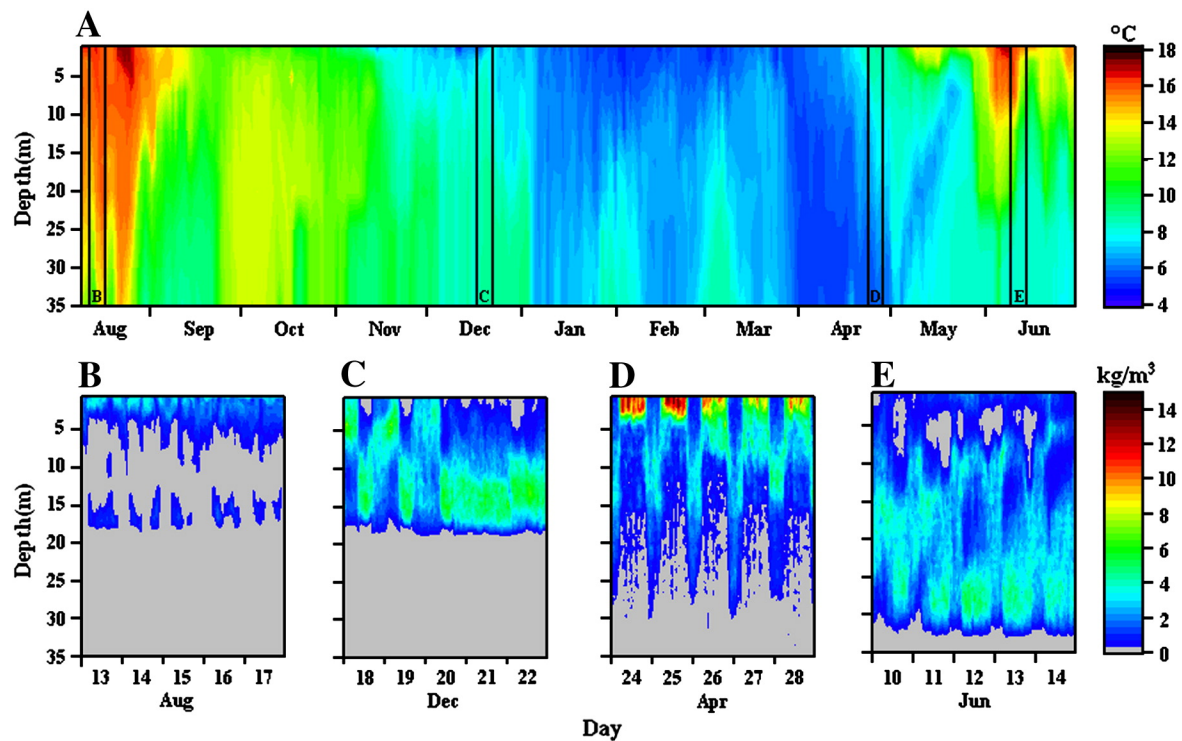 A
°C
Depth(m)
5
10
15
20
25
30
35
B
C
D
E
18
16
14
12
10
8
6
4
Aug
Sep
Oct
Nov
Dec
Jan
Feb
Mar
Apr
May
Jun
B
C
D
E
kg/m³
Depth(m)
5
10
15
20
25
30
35
14
12
10
8
6
4
2
0
13 14 15 16 17
18 19 20 21 22
24 25 26 27 28
10 11 12 13 14
Aug
Dec
Apr
Jun
Day